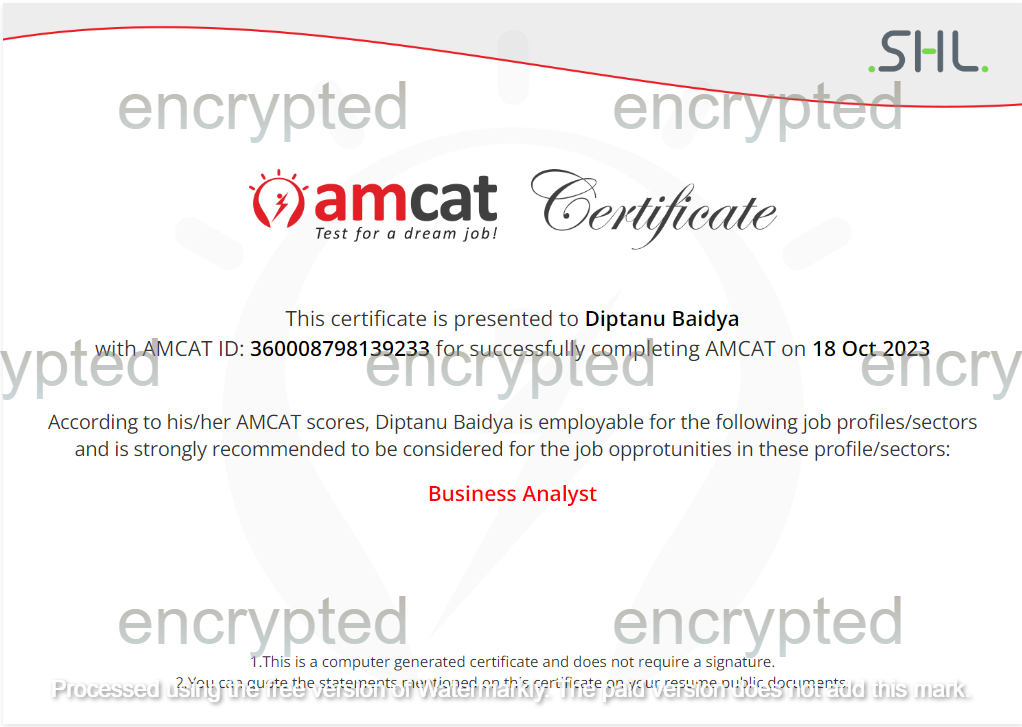 SHL.
encrypted encrypted
amcat Certificate
Test for a dream job!
This certificate is presented to Diptanu Baidya
with AMCAT ID: 360008798139233 for successfully completing AMCAT on 18 Oct 2023
ypted encrypted encry
According to his/her AMCAT scores, Diptanu Baidya is employable for the following job profiles/sectors
and is strongly recommended to be considered for the job opprotunities in these profile/sectors:
Business Analyst
encrypted encrypted
1.This is a computer generated certificate and does not require a signature.
2.You can quote the statements mentioned on this certificate on your resume public documents.
Processed using the free version of Watermarkly. The paid version does not add this mark.